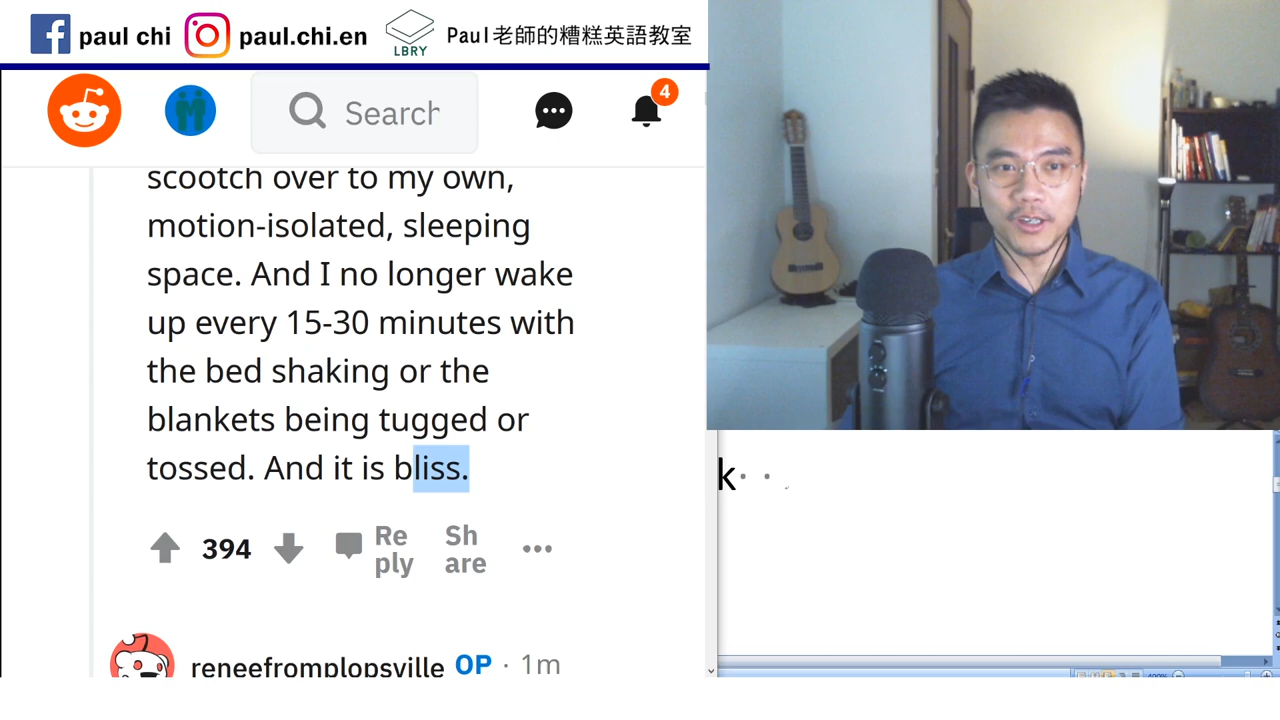 paul chi
paul.chi.en
LBRY
Paul老師的糟糕英語教室
Search
4
scootch over to my own,
motion-isolated, sleeping
space. And I no longer wake
up every 15-30 minutes with
the bed shaking or the
blankets being tugged or
tossed. And it is bliss.
394
Re
ply
Sh
are
reneefromplopsville OP · 1m
k